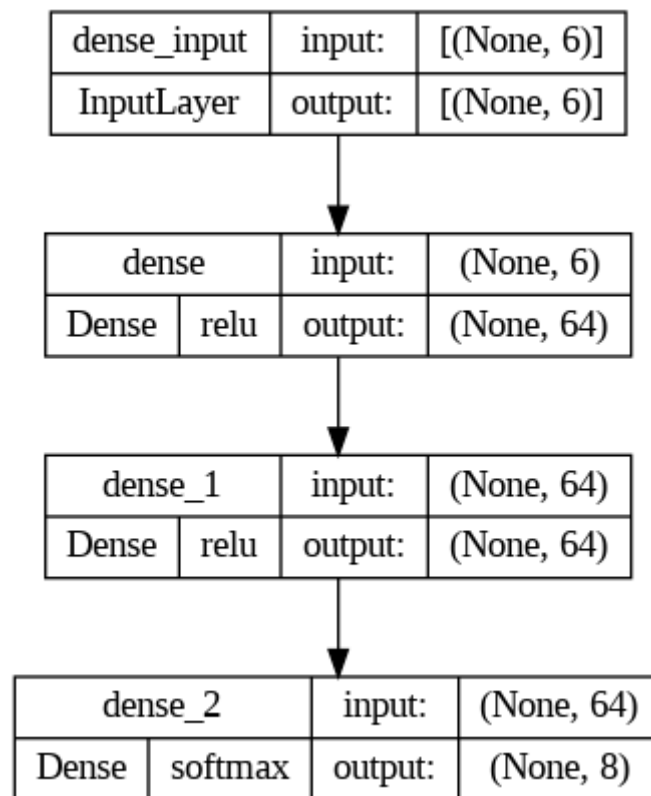 dense_input input: [(None, 6)]
InputLayer output: [(None, 6)]
dense input: (None, 6)
Dense relu output: (None, 64)
dense_1 input: (None, 64)
Dense relu output: (None, 64)
dense_2 input: (None, 64)
Dense softmax output: (None, 8)